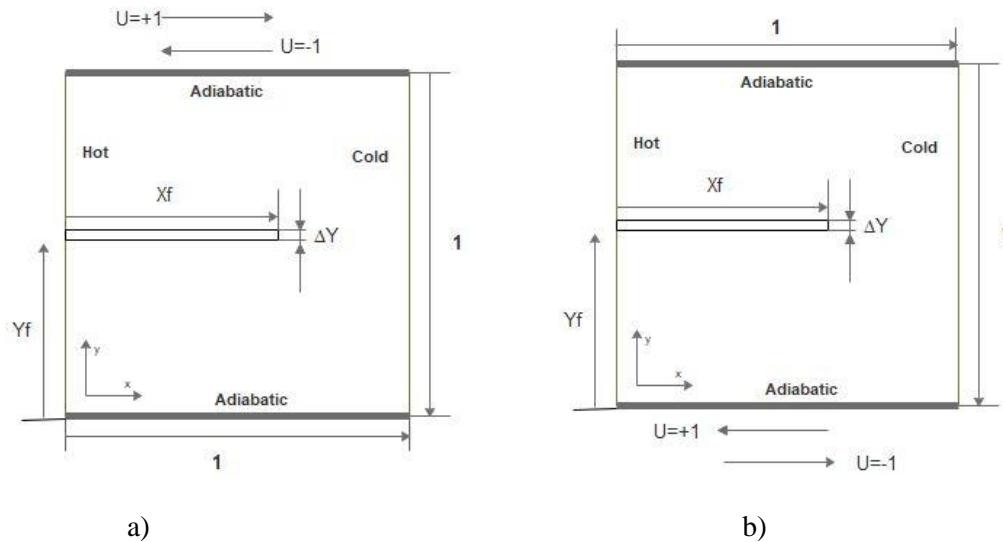 U=+1
U=-1
Adiabatic
Hot
Cold
Xf
ΔY
1
Yf
y
x
Adiabatic
1
a)
1
Adiabatic
Hot
Cold
Xf
ΔY
Yf
y
x
Adiabatic
U=+1
U=-1
b)